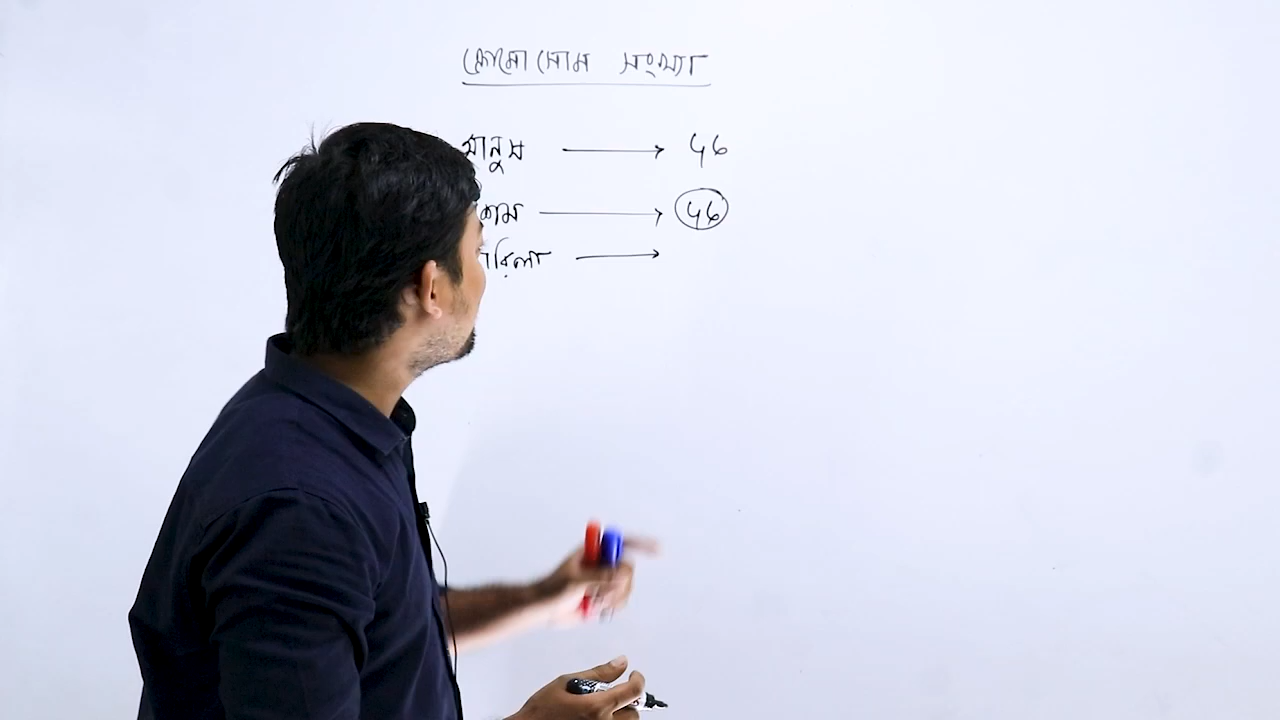 ক্রোমোসোম সংখ্যা
মানুষ → 46
→ 46
→